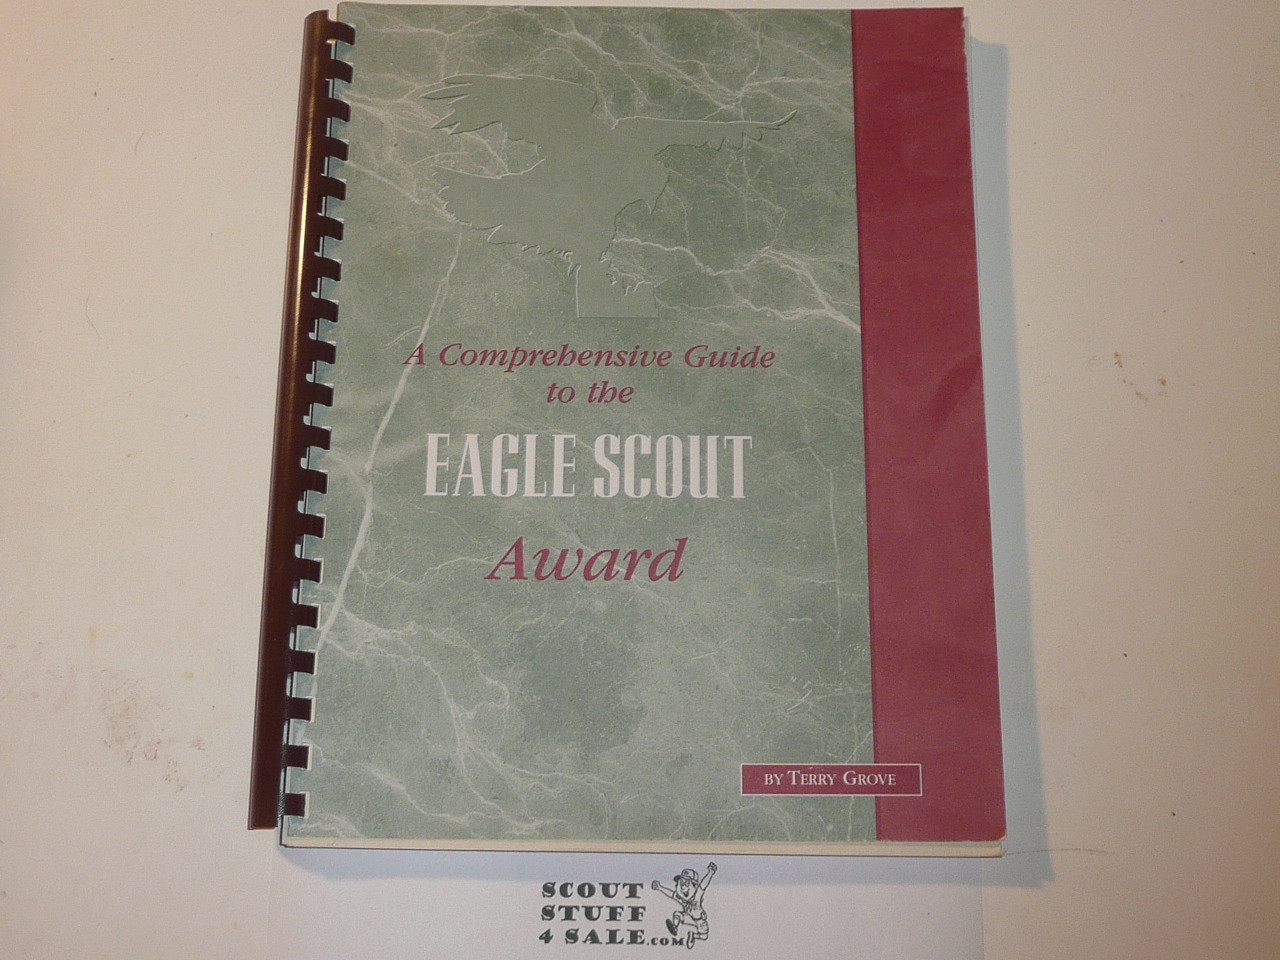 A Comprehensive Guide
to the
EAGLE SCOUT
Award
BY TERRY GROVE
SCOUT
STUFF
4 SALE.COM